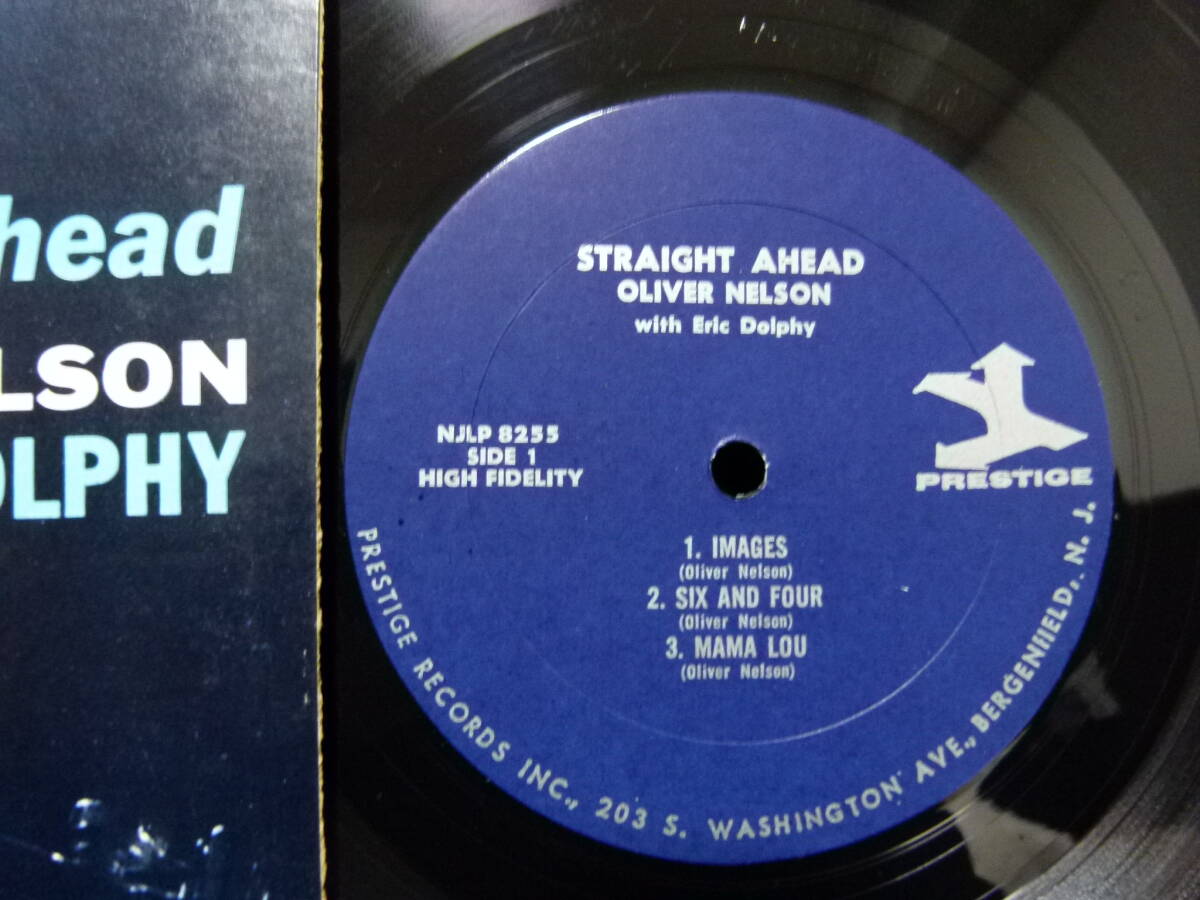 head
LSON
OLPHY
STRAIGHT AHEAD
OLIVER NELSON
with Eric Dolphy
NJLP 8255
SIDE 1
HIGH FIDELITY
PRESTIGE
1. IMAGES
(Oliver Nelson)
2. SIX AND FOUR
(Oliver Nelson)
3. MAMA LOU
(Oliver Nelson)
PRESTIGE RECORDS INC., 203 S. WASHINGTON AVE., BERGENFIELD, N. J.